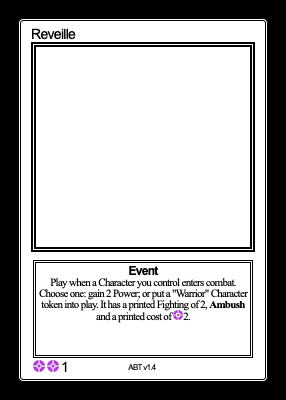 Reveille
Event
Play when a Character you control enters combat.
Choose one: gain 2 Power; or put a "Warrior" Character
token into play. It has a printed Fighting of 2, Ambush
and a printed cost of 2.
1
ABT v1.4